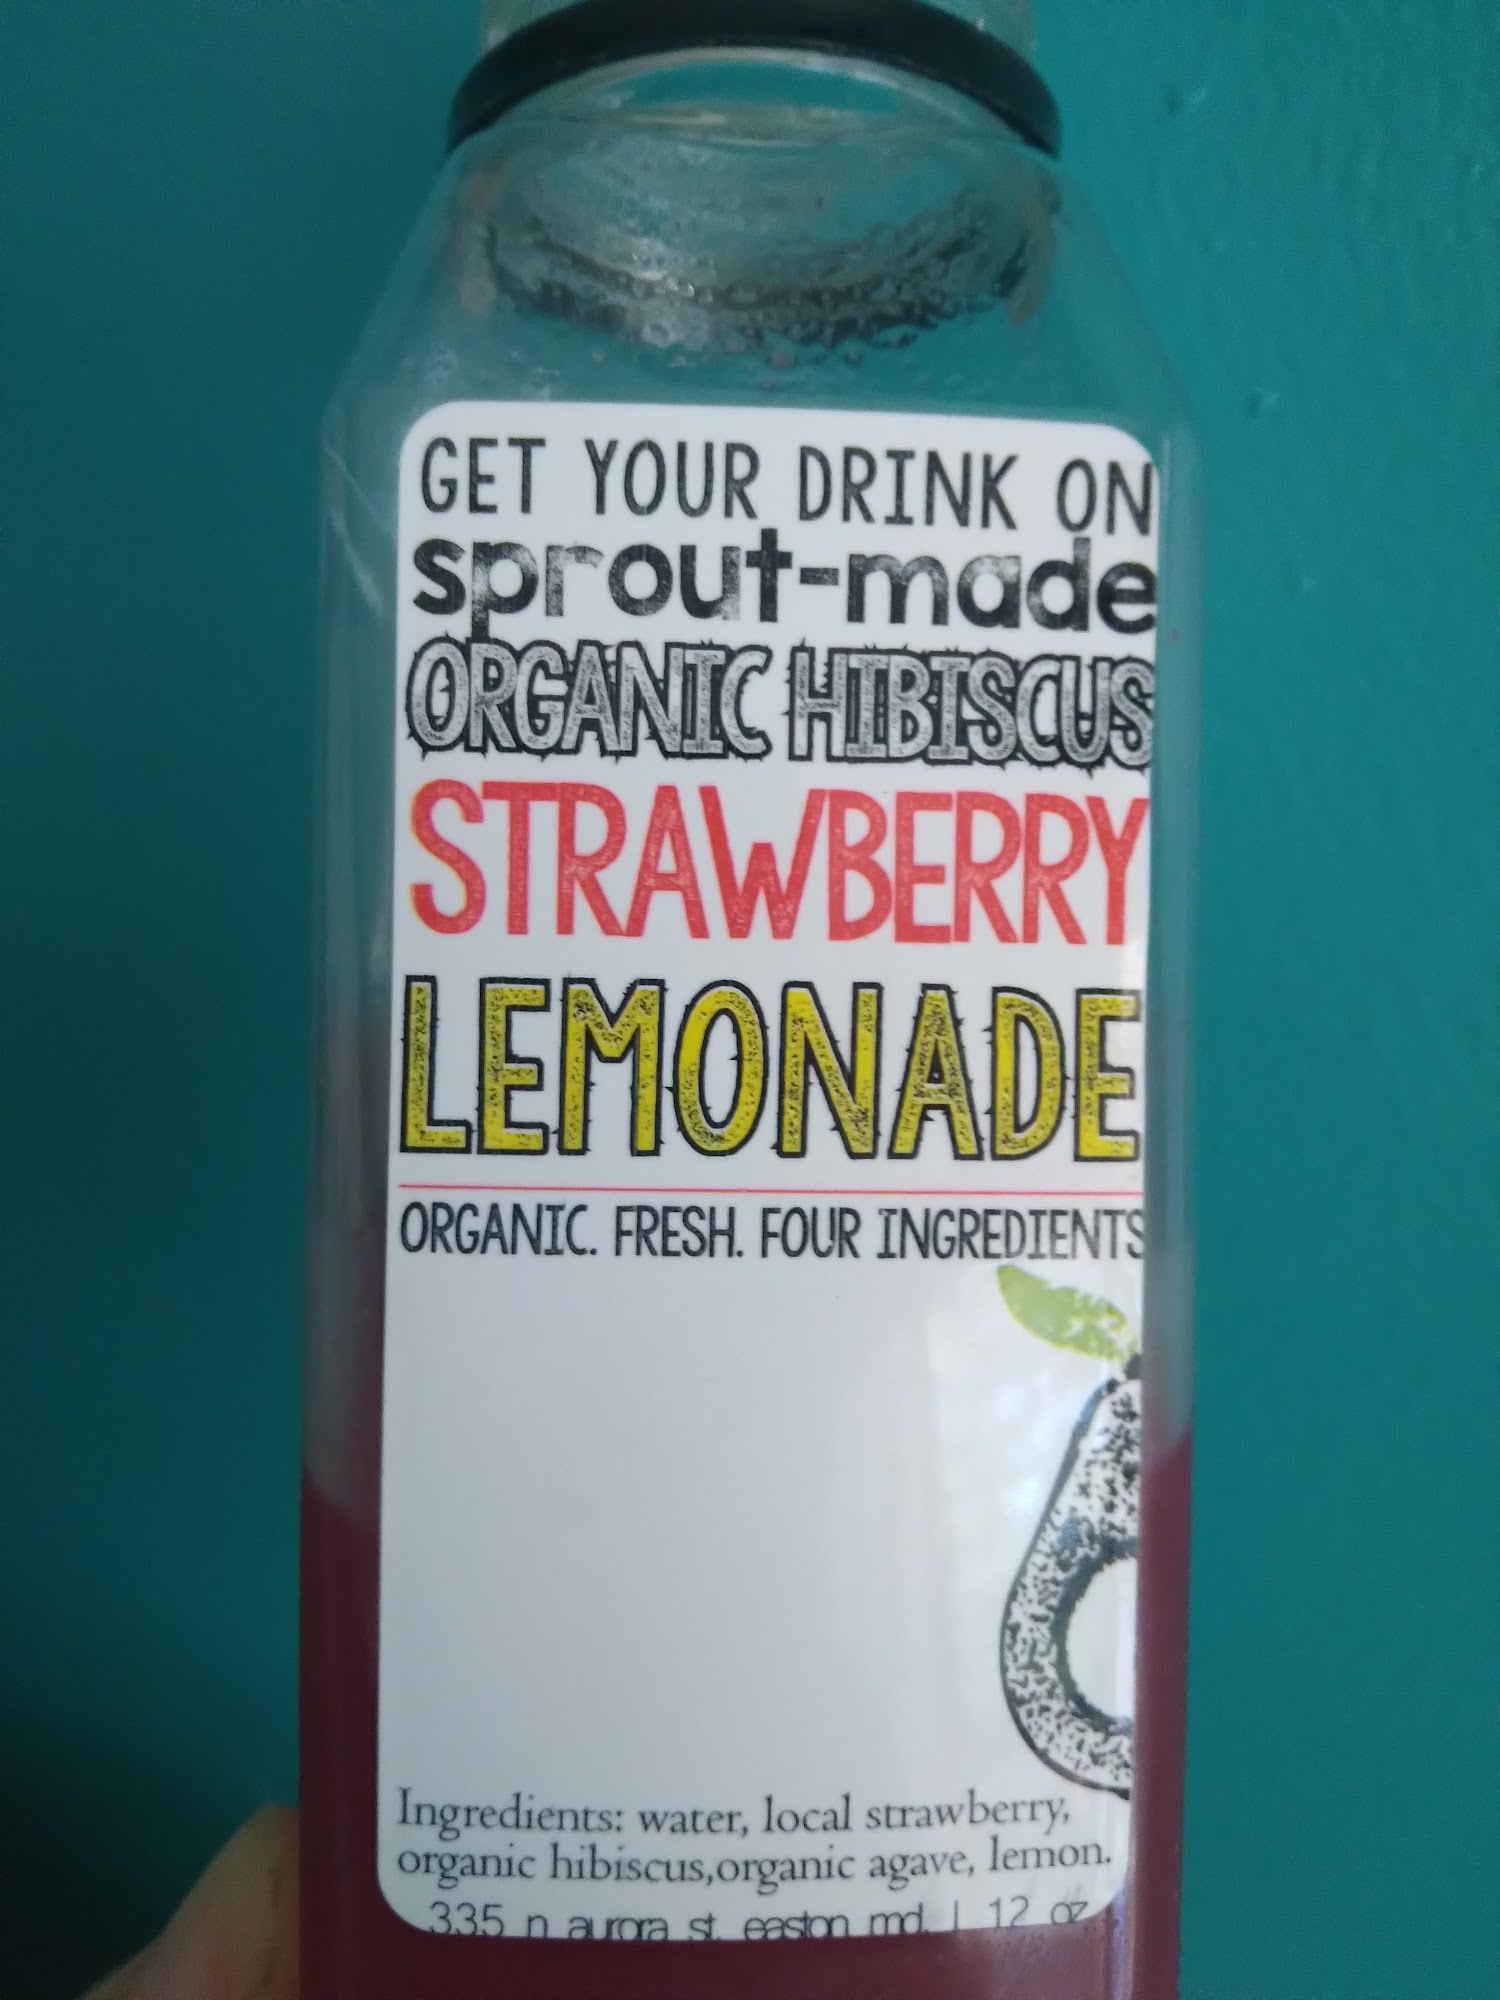 GET YOUR DRINK ON
sprout-made
ORGANIC HIBISCUS
STRAWBERRY
LEMONADE
ORGANIC. FRESH. FOUR INGREDIENTS
Ingredients: water, local strawberry,
organic hibiscus,organic agave, lemon.
335 n aurora st. easton md. | 12 oz